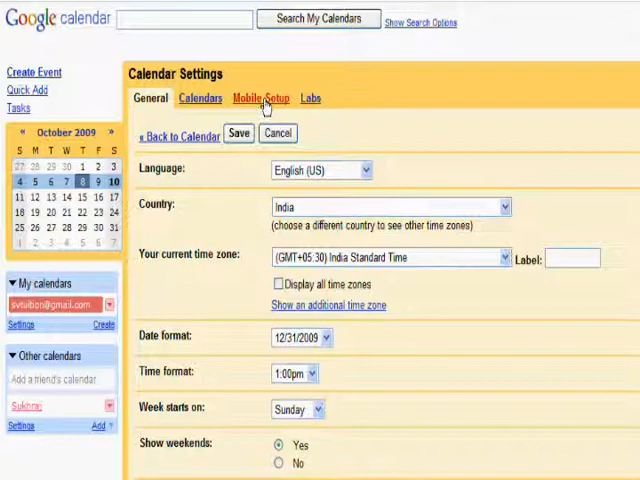 Google calendar
Search My Calendars
Show Search Options
Create Event
Quick Add
Tasks
« October 2009 »
S M T W T F S
27 28 29 30 1 2 3
4 5 6 7 8 9 10
11 12 13 14 15 16 17
18 19 20 21 22 23 24
25 26 27 28 29 30 31
1 2 3 4 5 6 7
My calendars
svtuition@gmail.com
Settings Create
Other calendars
Add a friend's calendar
Sukhraj
Settings Add
Calendar Settings
General Calendars Mobile Setup Labs
« Back to Calendar Save Cancel
Language: English (US)
Country: India
(choose a different country to see other time zones)
Your current time zone: (GMT+05:30) India Standard Time Label:
Display all time zones
Show an additional time zone
Date format: 12/31/2009
Time format: 1:00pm
Week starts on: Sunday
Show weekends: Yes
No